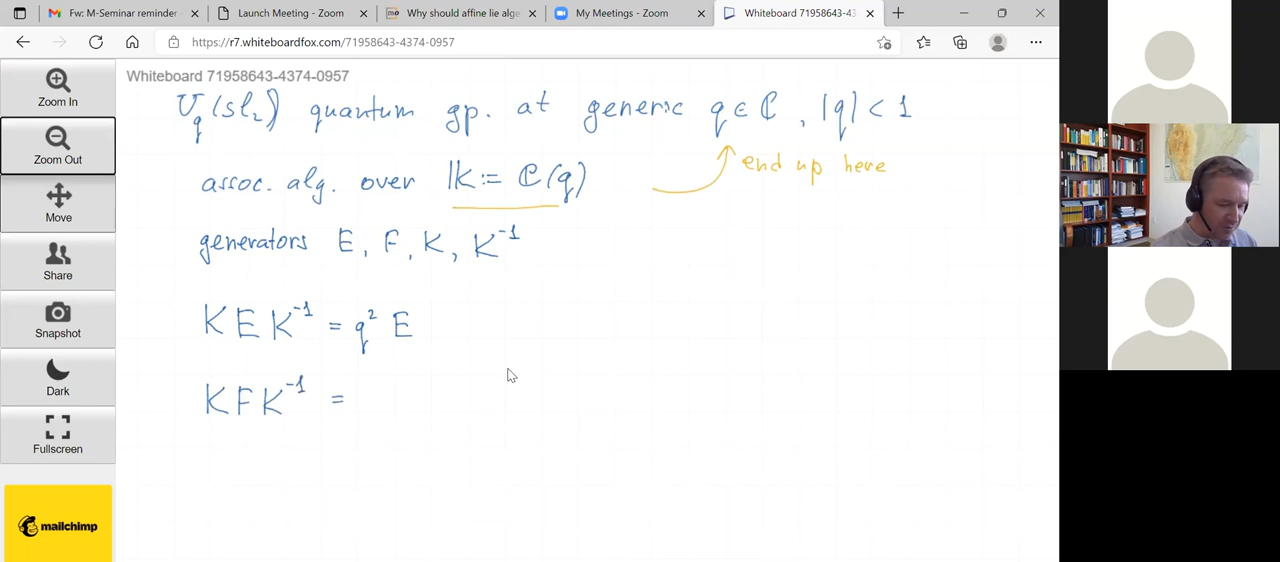 Fw: M-Seminar reminder
Launch Meeting - Zoom
Why should affine lie alge
My Meetings - Zoom
Whiteboard 71958643-43
https://r7.whiteboardfox.com/71958643-4374-0957
Whiteboard 71958643-4374-0957
Zoom In
Zoom Out
Move
Share
Snapshot
Dark
Fullscreen
mailchimp
U_q(sl₂) quantum gp. at generic q ∈ ℂ, |q| < 1
end up here
assoc. alg. over 𝕂 := ℂ(q)
generators E, F, K, K⁻¹
K E K⁻¹ = q² E
K F K⁻¹ =